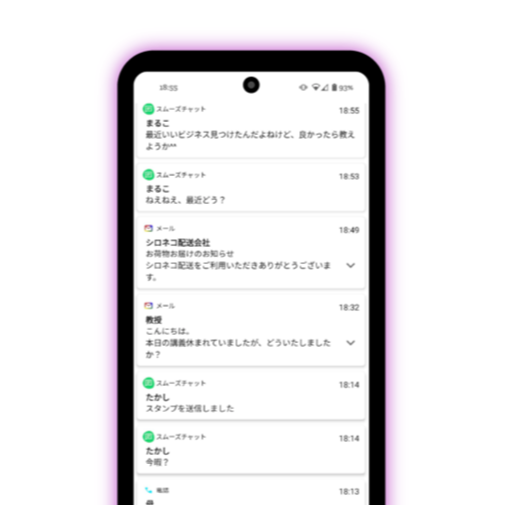 18:55 93%
スムーズチャット 18:55
まるこ
最近いいビジネス見つけたんだよねけど、良かったら教え
ようか^^
スムーズチャット 18:53
まるこ
ねえねえ、最近どう？
メール 18:49
シロネコ配送会社
お荷物お届けのお知らせ
シロネコ配送をご利用いただきありがとうございま
す。
メール 18:32
教授
こんにちは、
本日の講義休まれていましたが、どういたしました
か？
スムーズチャット 18:14
たかし
スタンプを送信しました
スムーズチャット 18:14
たかし
今暇？
電話 18:13